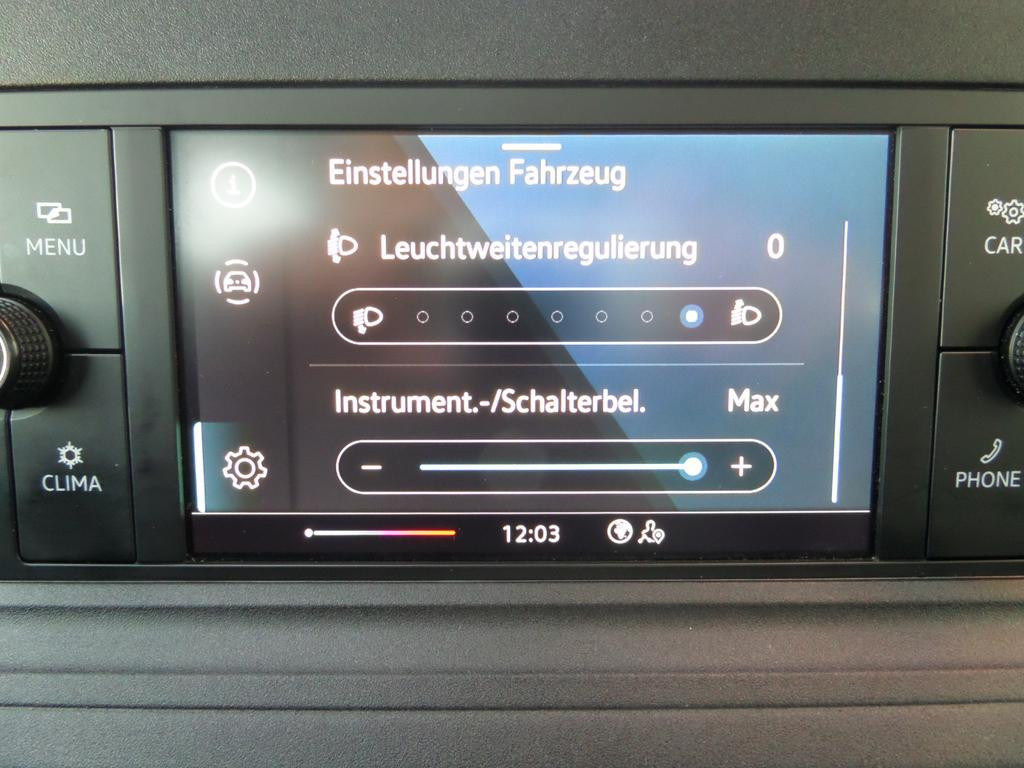 MENU
CLIMA
Einstellungen Fahrzeug
Leuchtweitenregulierung 0
Instrument.-/Schalterbel. Max
12:03
CAR
PHONE